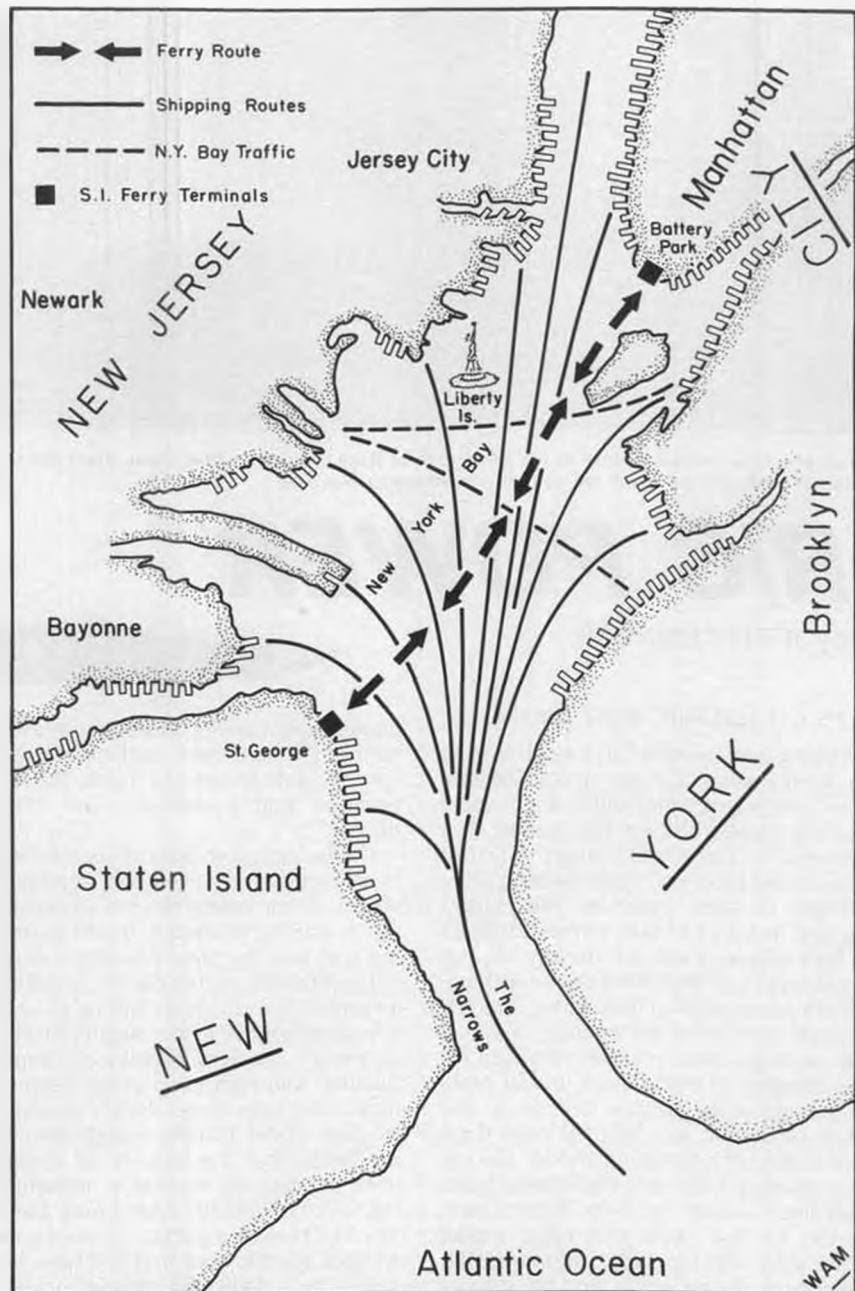 Ferry Route
Shipping Routes
N.Y. Bay Traffic
S.I. Ferry Terminals
Jersey City
Manhattan
CITY
Battery
Park
Newark
NEW JERSEY
Liberty
Is.
New York Bay
Brooklyn
Bayonne
St. George
YORK
Staten Island
The
Narrows
NEW
Atlantic Ocean
WAM